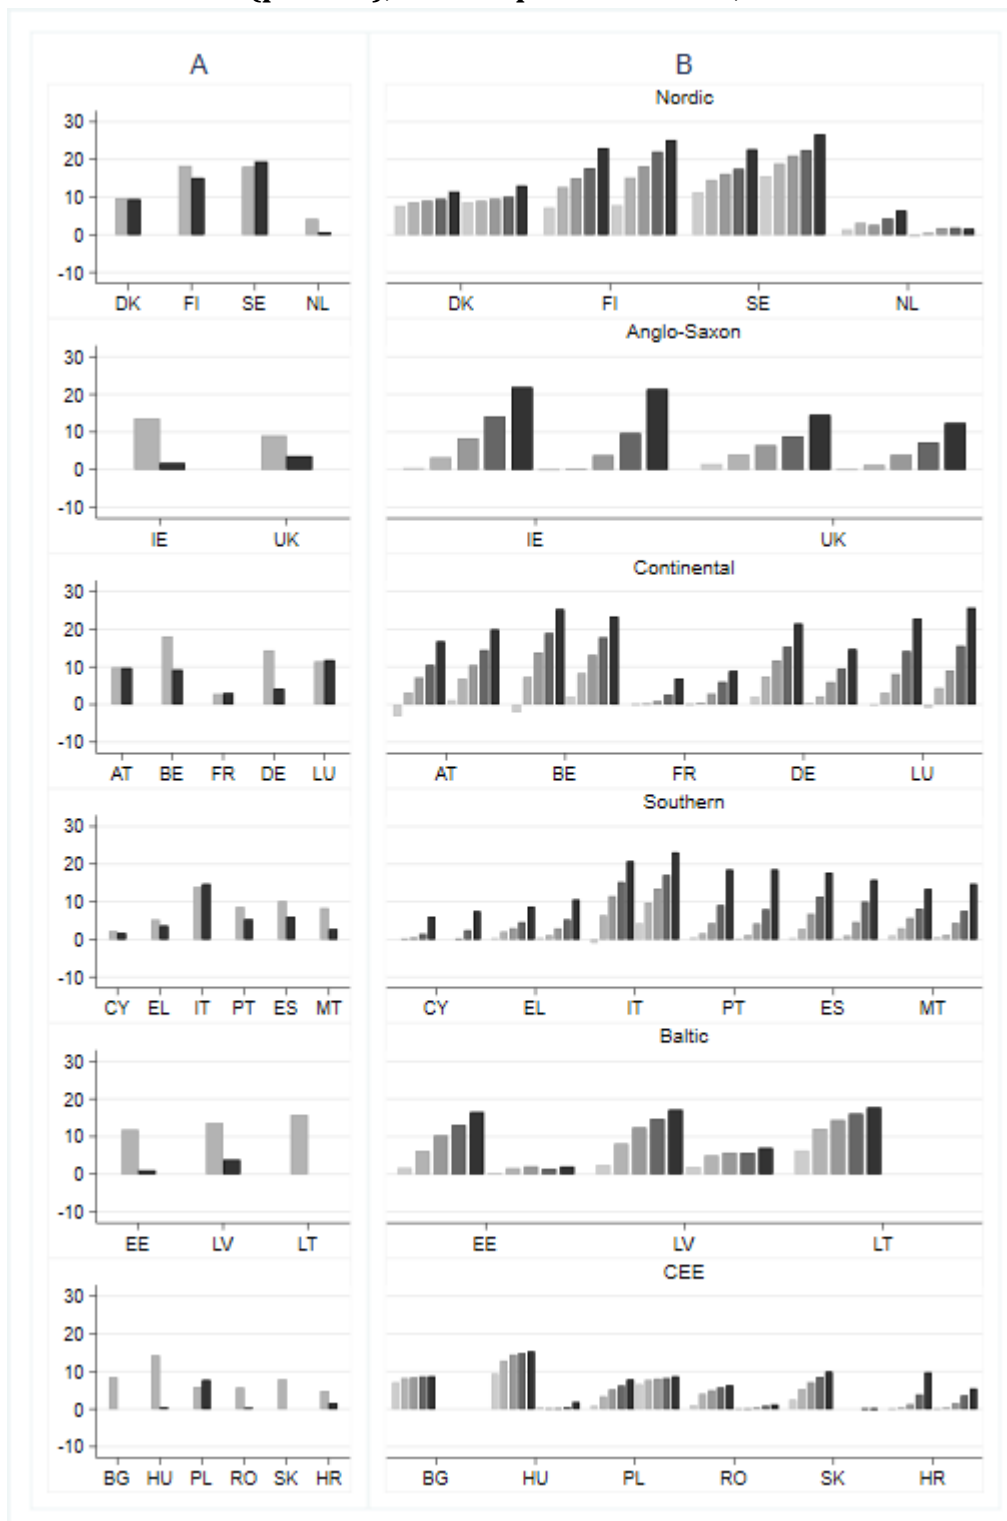 A
B
Nordic
30
20
10
0
-10
DK FI SE NL
DK FI SE NL
Anglo-Saxon
30
20
10
0
-10
IE UK
IE UK
Continental
30
20
10
0
-10
AT BE FR DE LU
AT BE FR DE LU
Southern
30
20
10
0
-10
CY EL IT PT ES MT
CY EL IT PT ES MT
Baltic
30
20
10
0
-10
EE LV LT
EE LV LT
CEE
30
20
10
0
-10
BG HU PL RO SK HR
BG HU PL RO SK HR